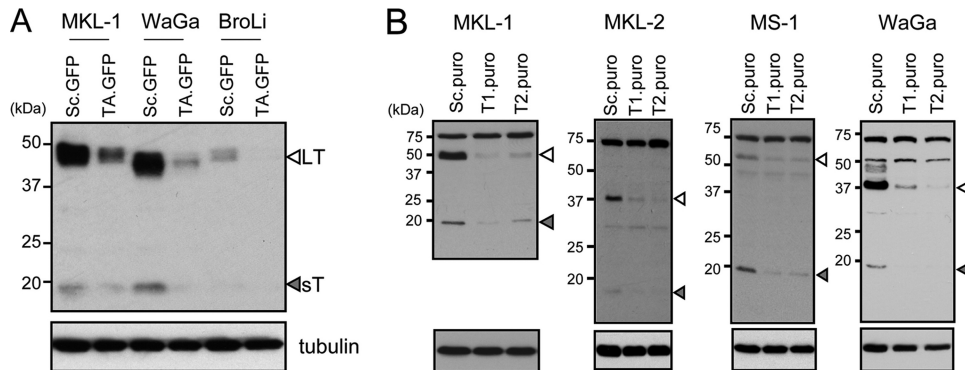 A
MKL-1 WaGa BroLi
Sc.GFP TA.GFP Sc.GFP TA.GFP Sc.GFP TA.GFP
(kDa)
50
37
25
20
LT
sT
tubulin
B
MKL-1 MKL-2 MS-1 WaGa
Sc.puro T1.puro T2.puro
Sc.puro T1.puro T2.puro
Sc.puro T1.puro T2.puro
Sc.puro T1.puro T2.puro
(kDa)
75
50
37
25
20
75
50
37
25
20
75
50
37
25
20
75
50
37
25
20